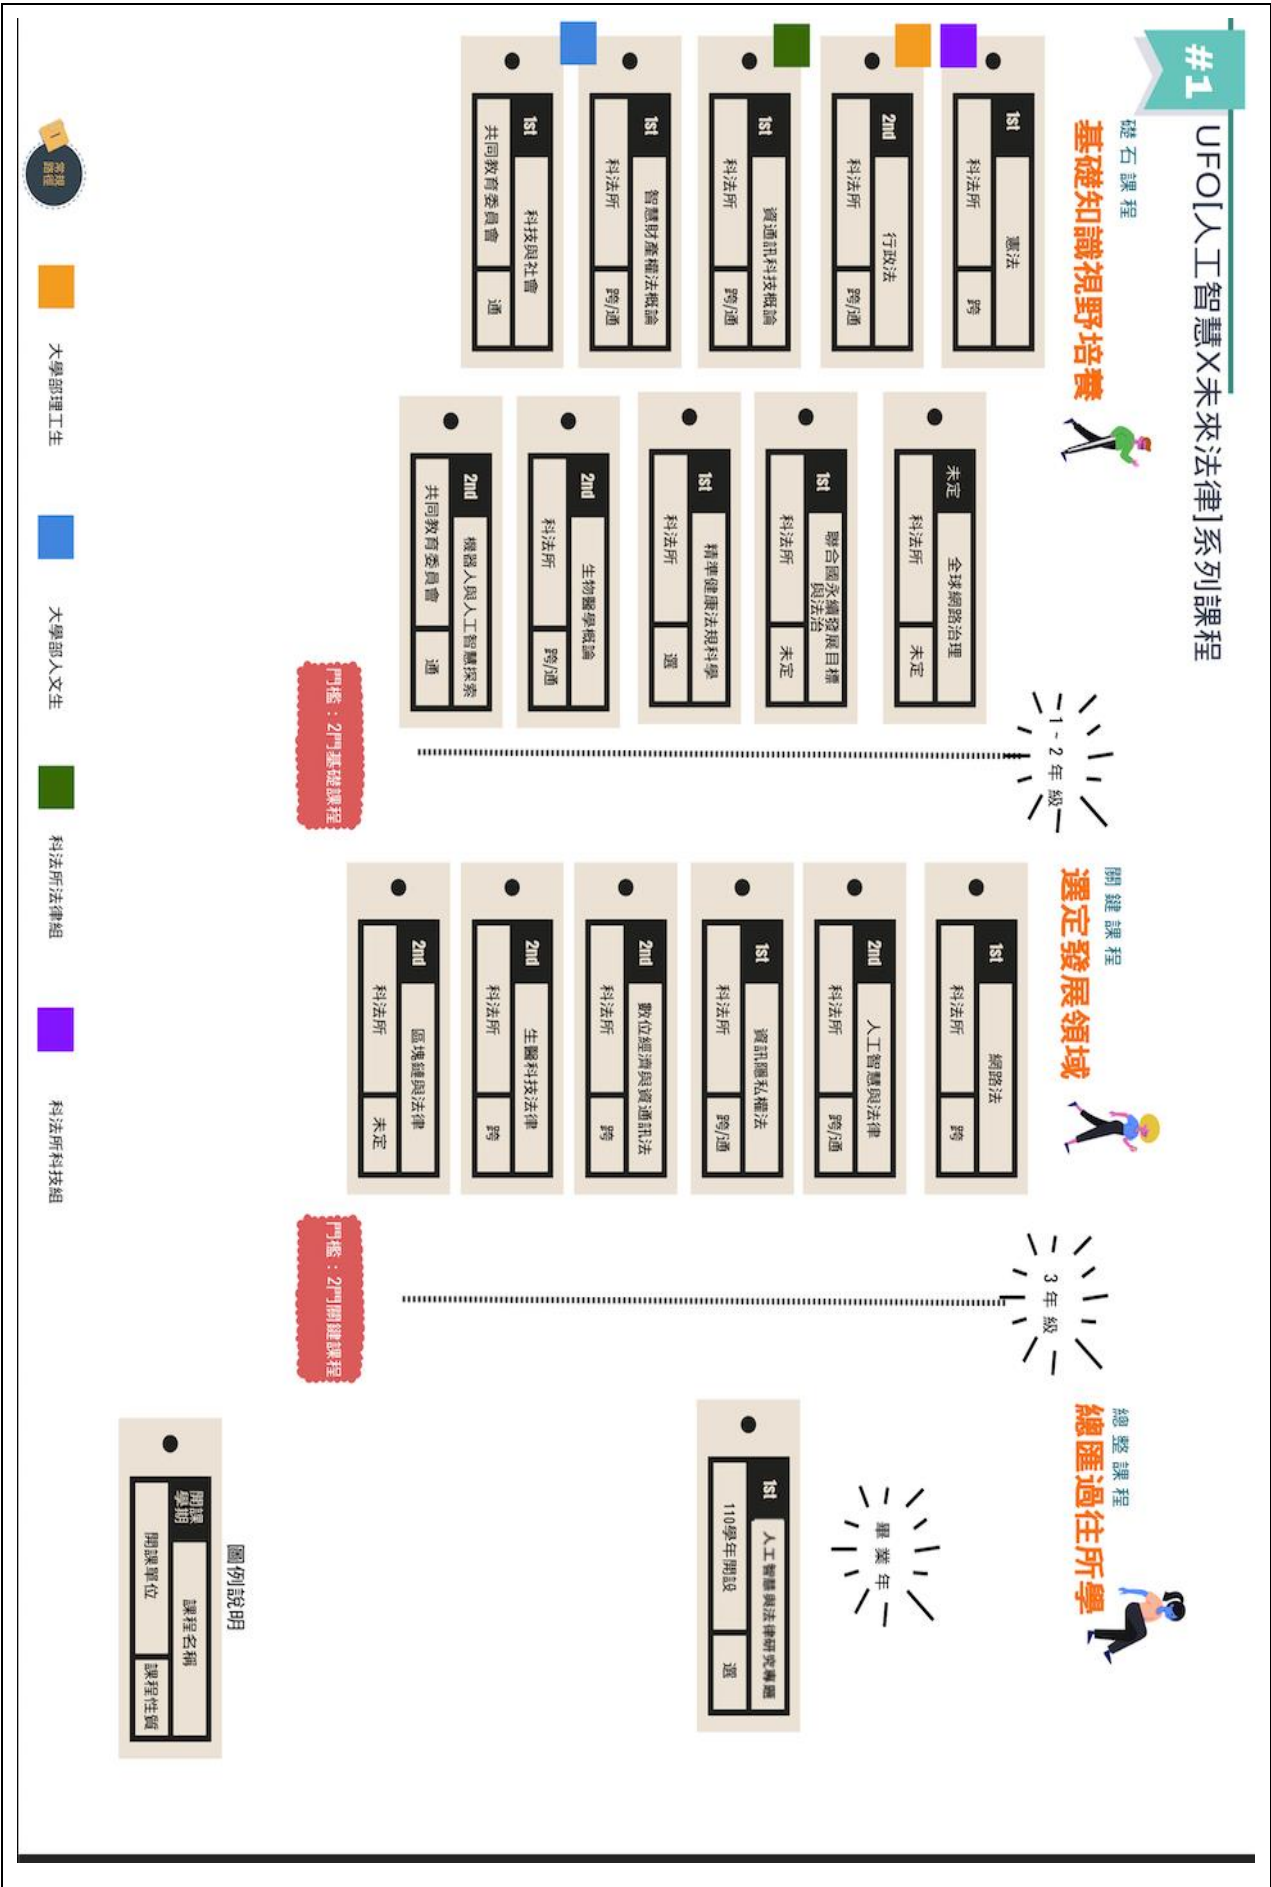 #1
UFO[人工智慧X未來法律]系列課程
礎石課程
基礎知識視野培養
1st
憲法
科法所
跨
2nd
行政法
科法所
跨/通
1st
資通訊科技概論
科法所
跨/通
1st
智慧財產權法概論
科法所
跨/通
1st
科技與社會
共同教育委員會
通
未定
全球網路治理
科法所
未定
1st
聯合國永續發展目標
與法治
科法所
未定
1st
精準健康法規科學
科法所
選
2nd
生物醫學概論
科法所
跨/通
2nd
機器人與人工智慧探索
共同教育委員會
通
1~2年級
門檻：2門基礎課程
關鍵課程
選定發展領域
1st
網路法
科法所
跨
2nd
人工智慧與法律
科法所
跨/通
1st
資訊隱私權法
科法所
跨/通
2nd
數位經濟與資通訊法
科法所
跨
2nd
生醫科技法律
科法所
跨
2nd
區塊鏈與法律
科法所
未定
3年級
門檻：2門關鍵課程
總整課程
總匯過往所學
畢業年
1st
人工智慧與法律研究專題
110學年開設
選
圖例說明
開課
學期
課程名稱
開課單位
課程性質
I
常規
路徑
大學部理工生
大學部人文生
科法所法律組
科法所科技組